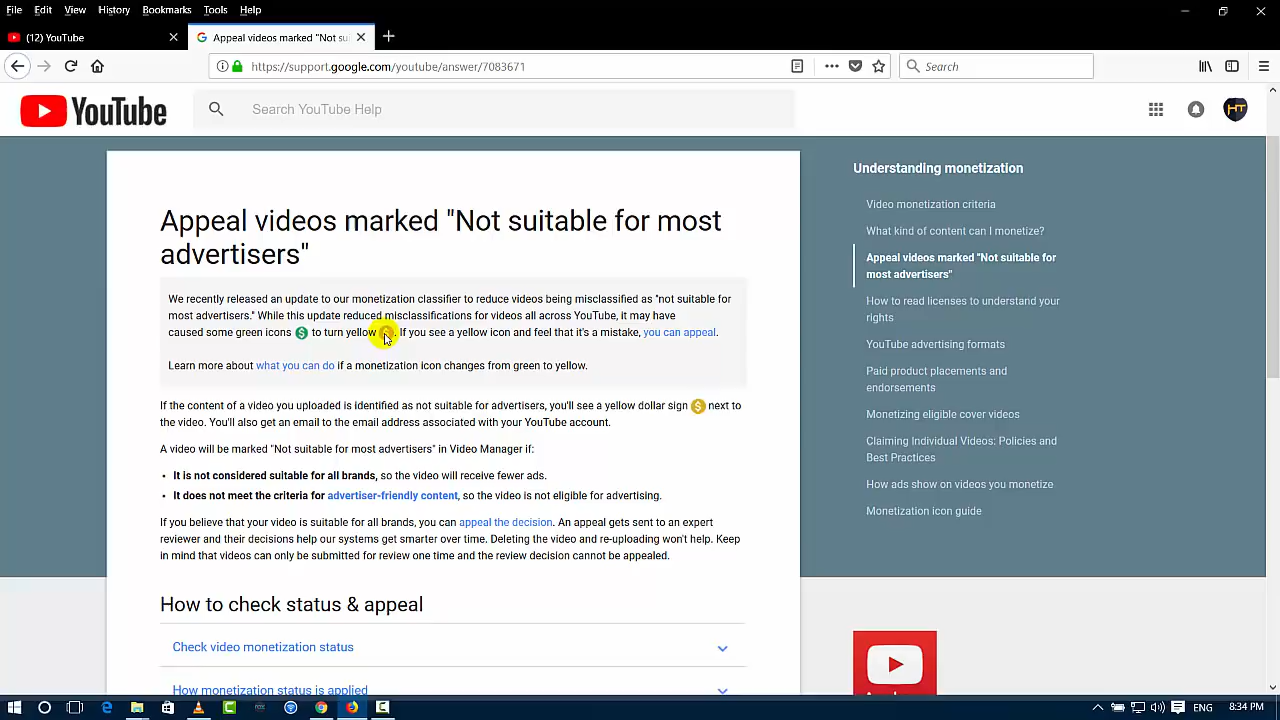 File Edit View History Bookmarks Tools Help
(12) YouTube
Appeal videos marked "Not sui
https://support.google.com/youtube/answer/7083671
Search
YouTube
Search YouTube Help
HT
Appeal videos marked "Not suitable for most
advertisers"
We recently released an update to our monetization classifier to reduce videos being misclassified as "not suitable for
most advertisers." While this update reduced misclassifications for videos all across YouTube, it may have
caused some green icons $ to turn yellow. If you see a yellow icon and feel that it's a mistake, you can appeal.
Learn more about what you can do if a monetization icon changes from green to yellow.
If the content of a video you uploaded is identified as not suitable for advertisers, you'll see a yellow dollar sign $ next to
the video. You'll also get an email to the email address associated with your YouTube account.
A video will be marked "Not suitable for most advertisers" in Video Manager if:
• It is not considered suitable for all brands, so the video will receive fewer ads.
• It does not meet the criteria for advertiser-friendly content, so the video is not eligible for advertising.
If you believe that your video is suitable for all brands, you can appeal the decision. An appeal gets sent to an expert
reviewer and their decisions help our systems get smarter over time. Deleting the video and re-uploading won't help. Keep
in mind that videos can only be submitted for review one time and the review decision cannot be appealed.
How to check status & appeal
Check video monetization status
How monetization status is applied
Understanding monetization
Video monetization criteria
What kind of content can I monetize?
Appeal videos marked "Not suitable for
most advertisers"
How to read licenses to understand your
rights
YouTube advertising formats
Paid product placements and
endorsements
Monetizing eligible cover videos
Claiming Individual Videos: Policies and
Best Practices
How ads show on videos you monetize
Monetization icon guide
ENG
8:34 PM